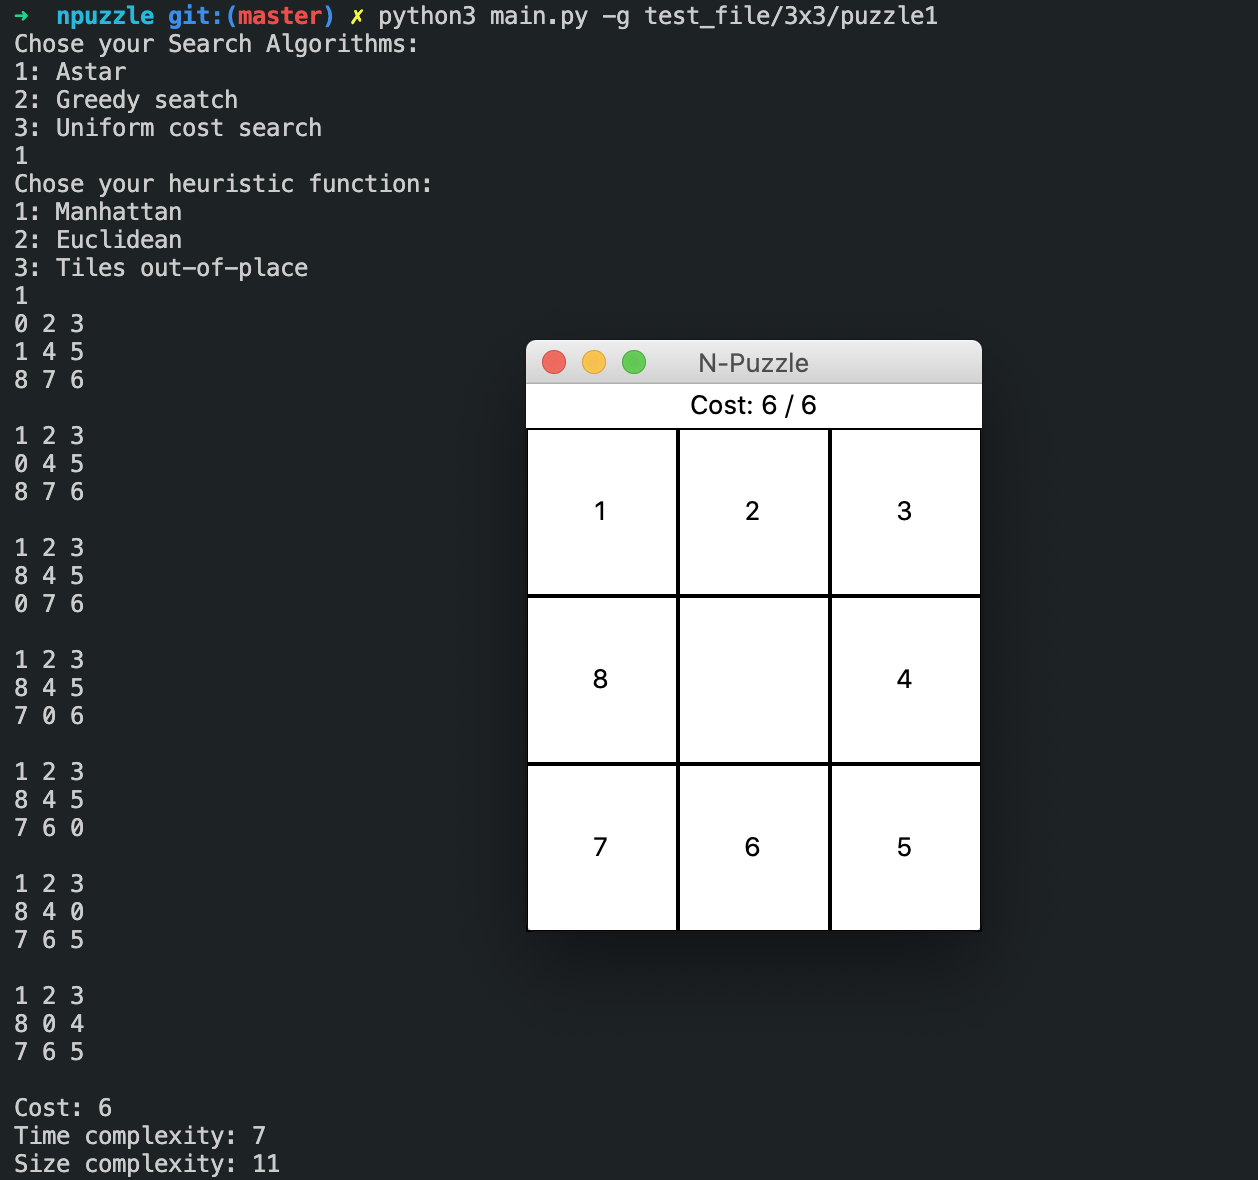 ➜  npuzzle git:(master) ✗ python3 main.py -g test_file/3x3/puzzle1
Chose your Search Algorithms:
1: Astar
2: Greedy seatch
3: Uniform cost search
1
Chose your heuristic function:
1: Manhattan
2: Euclidean
3: Tiles out-of-place
1
0 2 3
1 4 5
8 7 6

1 2 3
0 4 5
8 7 6

1 2 3
8 4 5
0 7 6

1 2 3
8 4 5
7 0 6

1 2 3
8 4 5
7 6 0

1 2 3
8 4 0
7 6 5

1 2 3
8 0 4
7 6 5

Cost: 6
Time complexity: 7
Size complexity: 11
N-Puzzle
Cost: 6 / 6
1 2 3
8 4
7 6 5